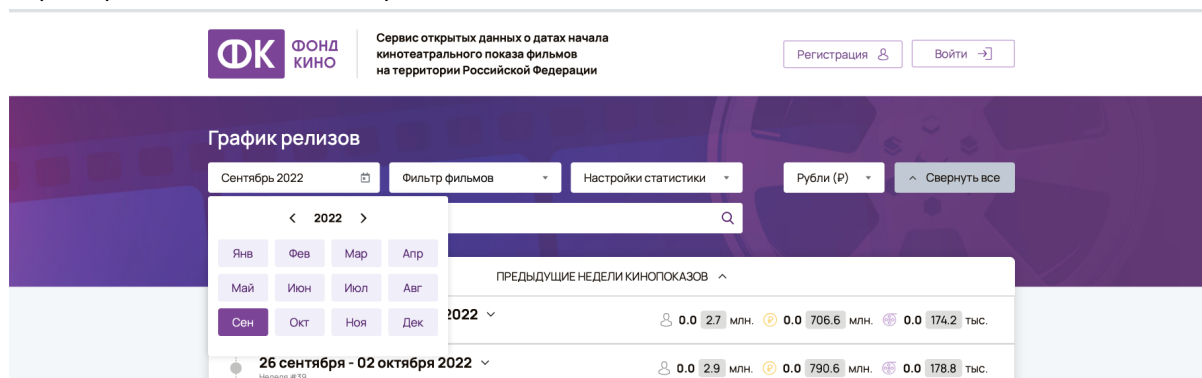 ФК ФОНД КИНО
Сервис открытых данных о датах начала
кинотеатрального показа фильмов
на территории Российской Федерации
Регистрация
Войти
График релизов
Сентябрь 2022
Фильтр фильмов
Настройки статистики
Рубли (₽)
Свернуть все
2022
Янв Фев Мар Апр
Май Июн Июл Авг
Сен Окт Ноя Дек
ПРЕДЫДУЩИЕ НЕДЕЛИ КИНОПОКАЗОВ
2022
0.0 2.7 млн. ₽ 0.0 706.6 млн. 0.0 174.2 тыс.
26 сентября - 02 октября 2022
0.0 2.9 млн. ₽ 0.0 790.6 млн. 0.0 178.8 тыс.
Неделя #39